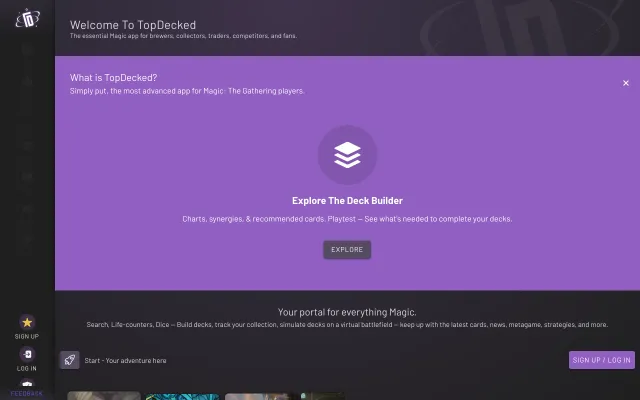 Welcome To TopDecked
The essential Magic app for brewers, collectors, traders, competitors, and fans.
What is TopDecked?
Simply put, the most advanced app for Magic: The Gathering players.
Explore The Deck Builder
Charts, synergies, & recommended cards. Playtest — See what's needed to complete your decks.
EXPLORE
Your portal for everything Magic.
Search, Life-counters, Dice — Build decks, track your collection, simulate decks on a virtual battlefield — keep up with the latest cards, news, metagame, strategies, and more.
SIGN UP
LOG IN
FEEDBACK
Start - Your adventure here
SIGN UP / LOG IN